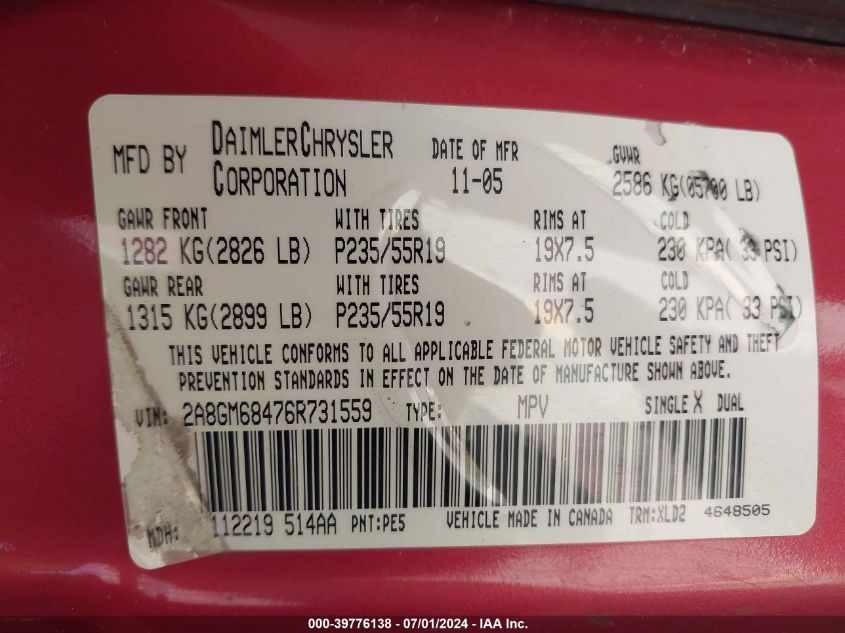 MFD BY DAIMLERCHRYSLER CORPORATION DATE OF MFR 11-05 GVWR 2586 KG(05700 LB)
GAWR FRONT WITH TIRES RIMS AT COLD
1282 KG(2826 LB) P235/55R19 19X7.5 230 KPA( 33 PSI)
GAWR REAR WITH TIRES RIMS AT COLD
1315 KG(2899 LB) P235/55R19 19X7.5 230 KPA( 33 PSI)
THIS VEHICLE CONFORMS TO ALL APPLICABLE FEDERAL MOTOR VEHICLE SAFETY AND THEFT
PREVENTION STANDARDS IN EFFECT ON THE DATE OF MANUFACTURE SHOWN ABOVE.
VIN: 2A8GM68476R731559 TYPE: MPV SINGLE X DUAL
MDH: 112219 514AA PNT:PE5 VEHICLE MADE IN CANADA TRM:XLD2 4648505
000-39776138 - 07/01/2024 - IAA Inc.